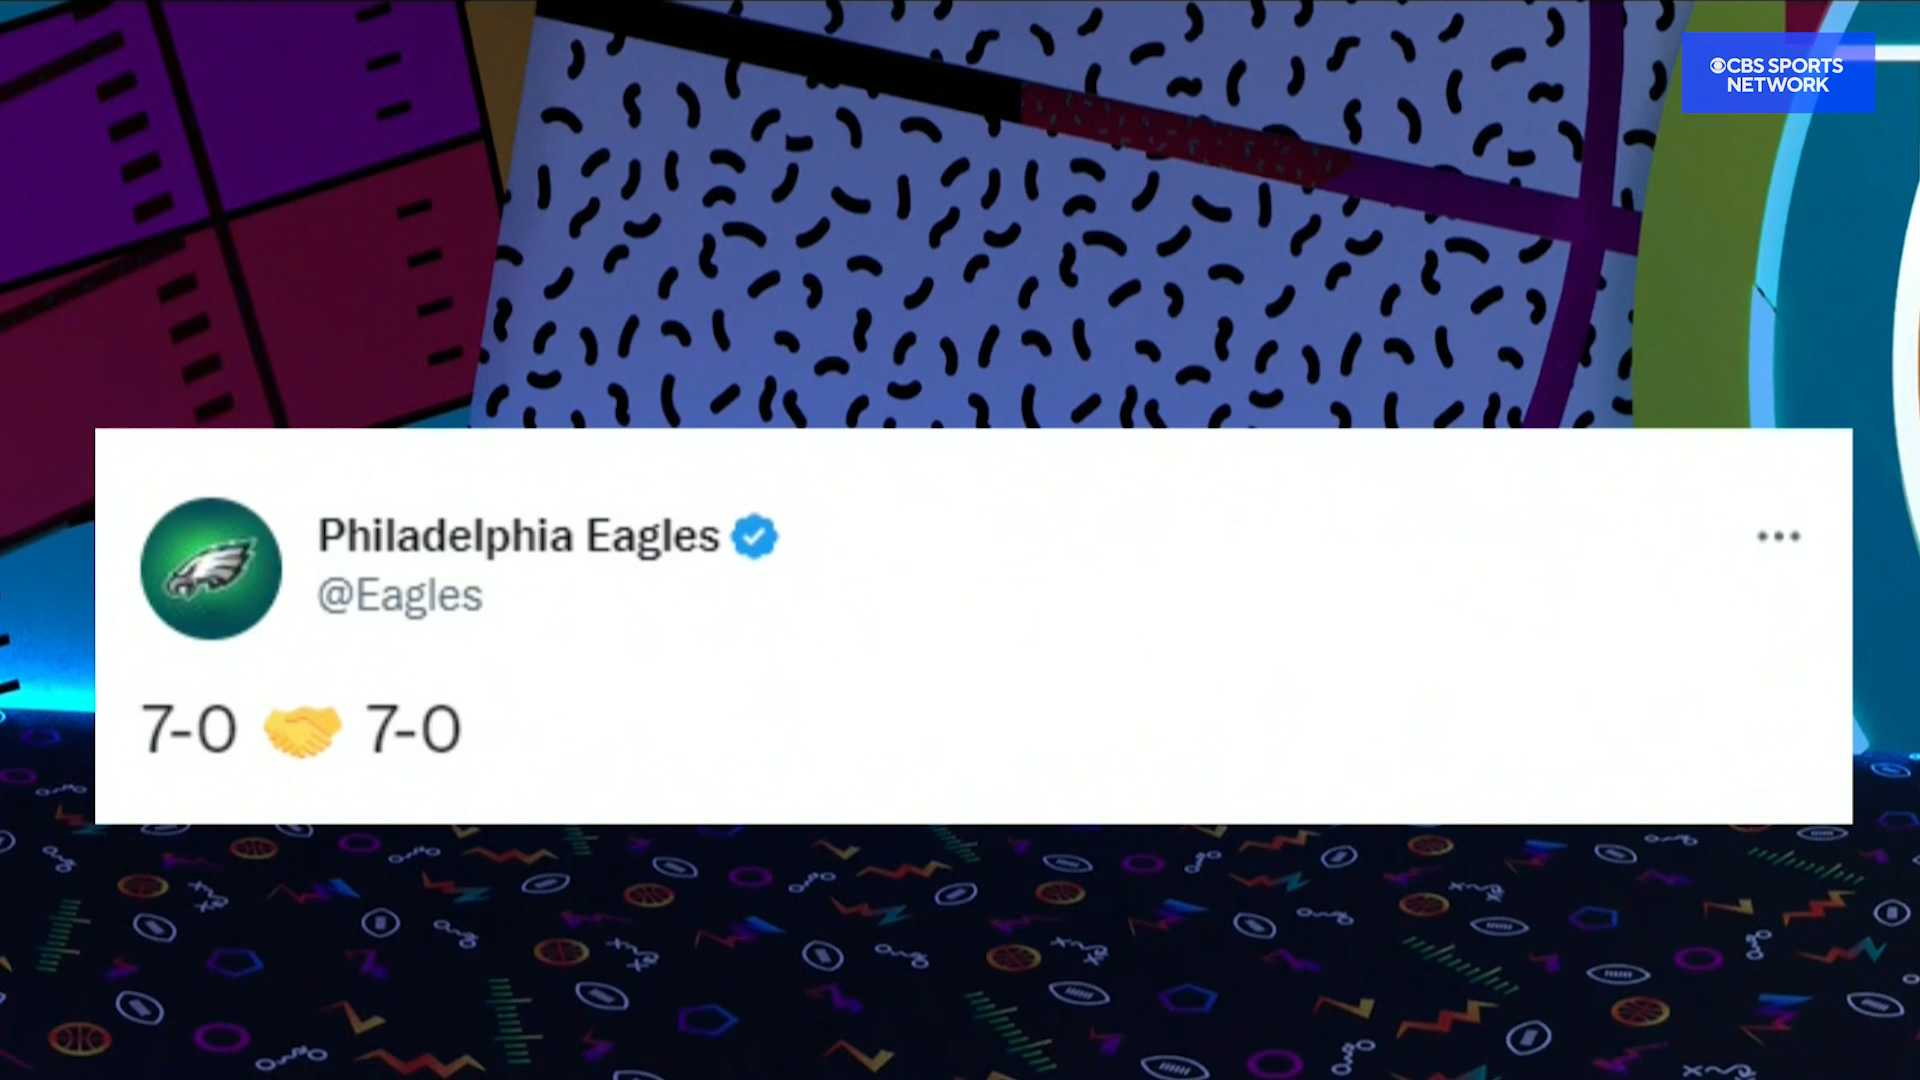 CBS SPORTS
NETWORK
Philadelphia Eagles
@Eagles
7-0 🤝 7-0